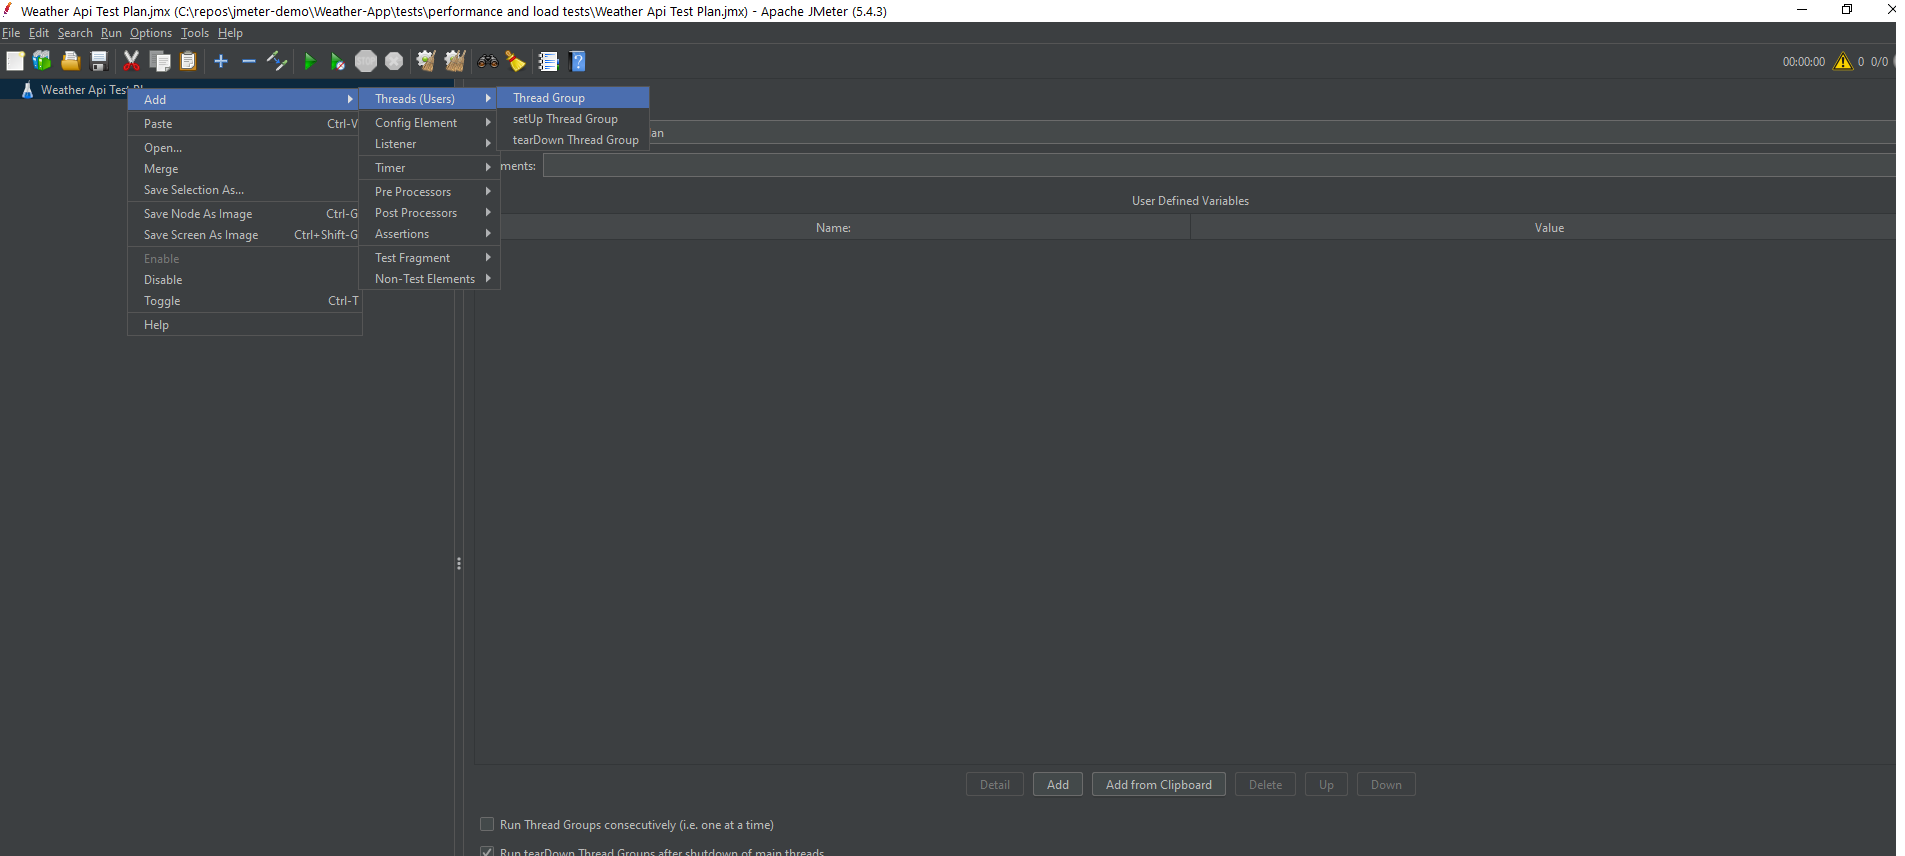 Weather Api Test Plan.jmx (C:\repos\jmeter-demo\Weather-App\tests\performance and load tests\Weather Api Test Plan.jmx) - Apache JMeter (5.4.3)
File Edit Search Run Options Tools Help
STOP
00:00:00 0 0/0
Weather Api Test
Add
Paste Ctrl-V
Open...
Merge
Save Selection As...
Save Node As Image Ctrl-G
Save Screen As Image Ctrl+Shift-G
Enable
Disable
Toggle Ctrl-T
Help
Threads (Users)
Config Element
Listener
Timer
Pre Processors
Post Processors
Assertions
Test Fragment
Non-Test Elements
Thread Group
setUp Thread Group
tearDown Thread Group
lan
ments:
User Defined Variables
Name: Value
Detail Add Add from Clipboard Delete Up Down
Run Thread Groups consecutively (i.e. one at a time)
Run tearDown Thread Groups after shutdown of main threads